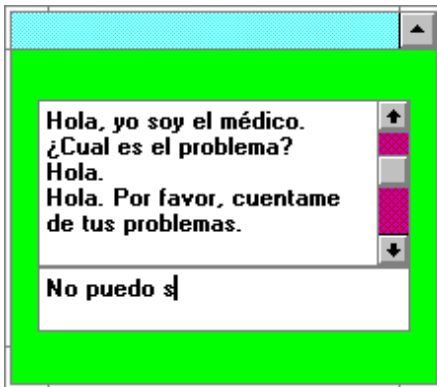 Hola, yo soy el médico.
¿Cual es el problema?
Hola.
Hola. Por favor, cuentame
de tus problemas.
No puedo s